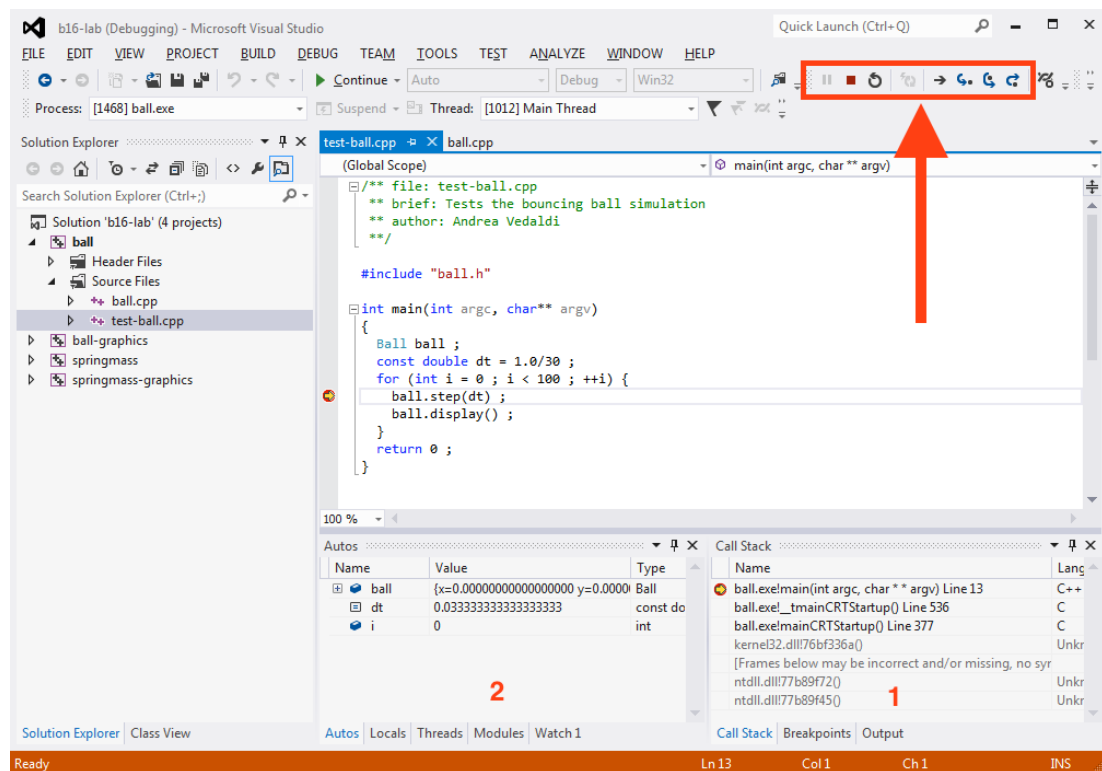 b16-lab (Debugging) - Microsoft Visual Studio
Quick Launch (Ctrl+Q)
FILE EDIT VIEW PROJECT BUILD DEBUG TEAM TOOLS TEST ANALYZE WINDOW HELP
Continue Auto Debug Win32
Process: [1468] ball.exe Suspend Thread: [1012] Main Thread
Solution Explorer
Search Solution Explorer (Ctrl+;)
Solution 'b16-lab' (4 projects)
ball
Header Files
Source Files
ball.cpp
test-ball.cpp
ball-graphics
springmass
springmass-graphics
Solution Explorer Class View
test-ball.cpp ball.cpp
(Global Scope) main(int argc, char ** argv)
/** file: test-ball.cpp
** brief: Tests the bouncing ball simulation
** author: Andrea Vedaldi
**/
#include "ball.h"
int main(int argc, char** argv)
{
Ball ball ;
const double dt = 1.0/30 ;
for (int i = 0 ; i < 100 ; ++i) {
ball.step(dt) ;
ball.display() ;
}
return 0 ;
}
100 %
Autos
Name Value Type
ball {x=0.00000000000000000 y=0.00000 Ball
dt 0.033333333333333333 const do
i 0 int
2
Autos Locals Threads Modules Watch 1
Call Stack
Name Lang
ball.exe!main(int argc, char * * argv) Line 13 C++
ball.exe!__tmainCRTStartup() Line 536 C
ball.exe!mainCRTStartup() Line 377 C
kernel32.dll!76bf336a() Unkr
[Frames below may be incorrect and/or missing, no syr
ntdll.dll!77b89f72() Unkr
ntdll.dll!77b89f45() Unkr
1
Call Stack Breakpoints Output
Ready Ln 13 Col 1 Ch 1 INS